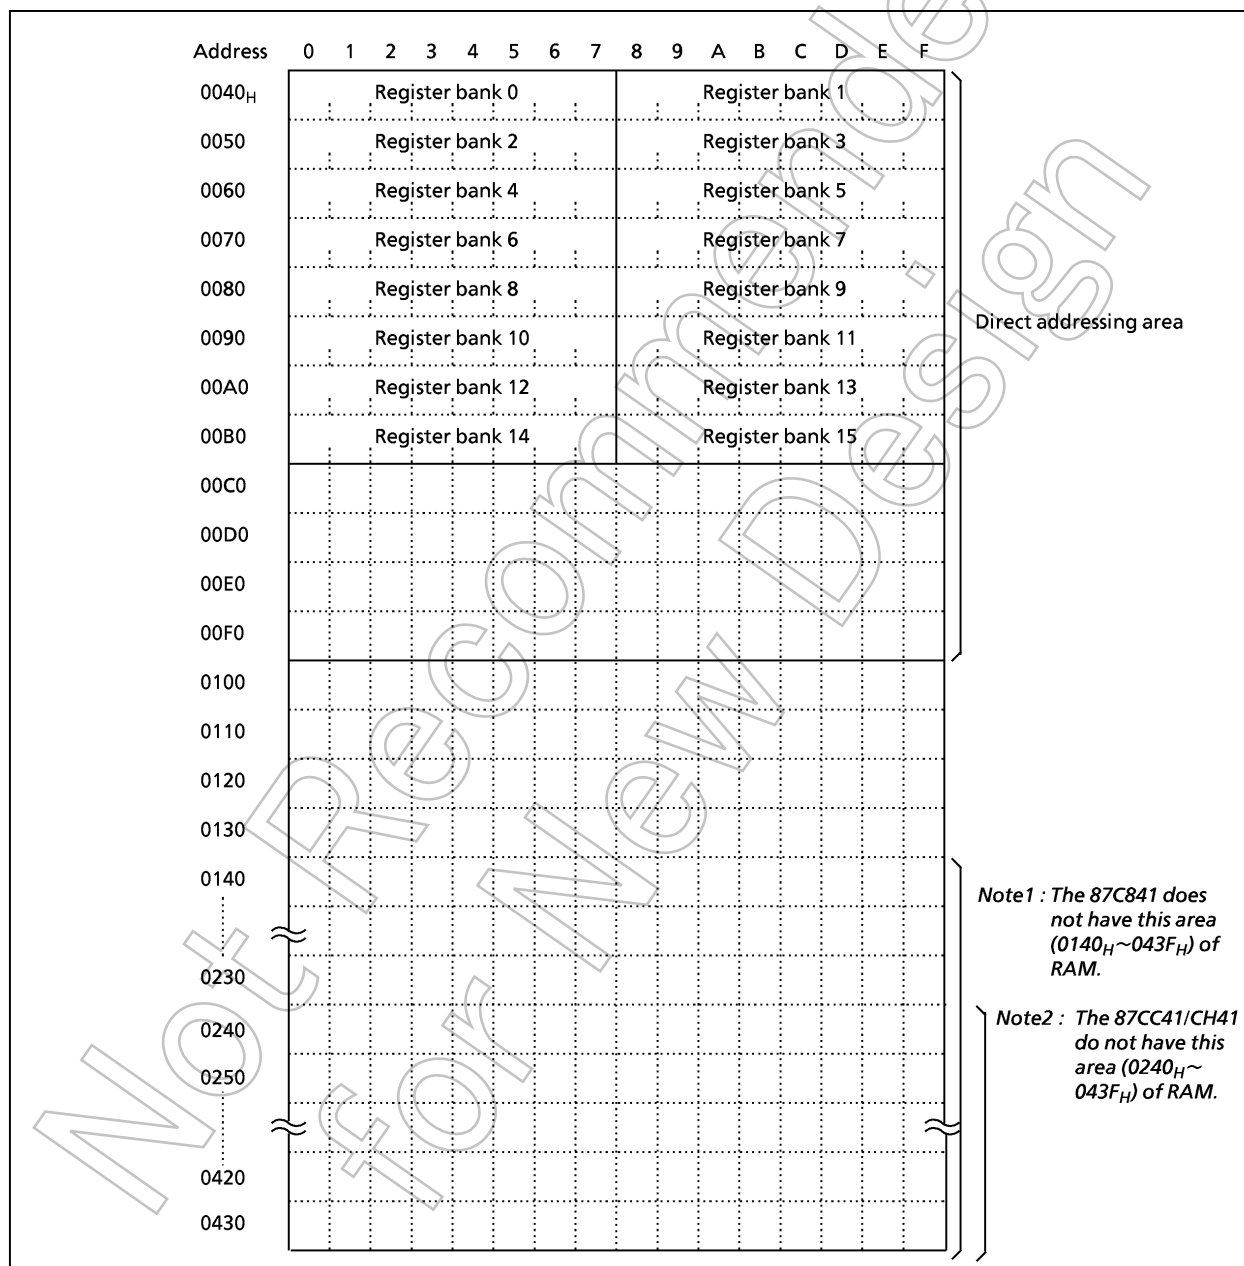 Address 0 1 2 3 4 5 6 7 8 9 A B C D E F
0040H Register bank 0 Register bank 1
0050 Register bank 2 Register bank 3
0060 Register bank 4 Register bank 5
0070 Register bank 6 Register bank 7
0080 Register bank 8 Register bank 9
Direct addressing area
0090 Register bank 10 Register bank 11
00A0 Register bank 12 Register bank 13
00B0 Register bank 14 Register bank 15
00C0
00D0
00E0
00F0
0100
0110
0120
0130
0140
0230
0240
0250
0420
0430
Note1 : The 87C841 does
not have this area
(0140H~043FH) of
RAM.
Note2 : The 87CC41/CH41
do not have this
area (0240H~
043FH) of RAM.
Not Recommended
for New Design